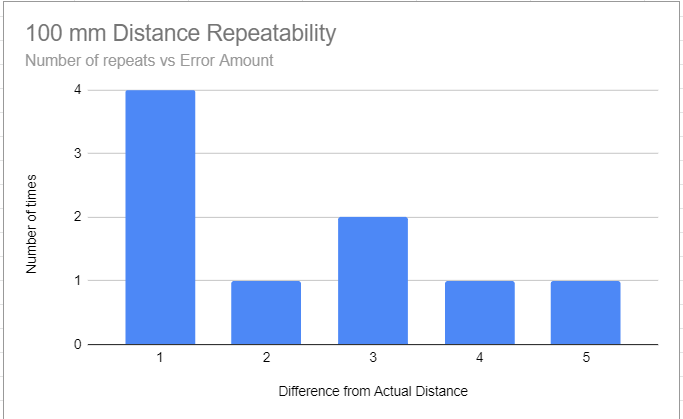 100 mm Distance Repeatability
Number of repeats vs Error Amount
Number of times
4
3
2
1
0
1 2 3 4 5
Difference from Actual Distance